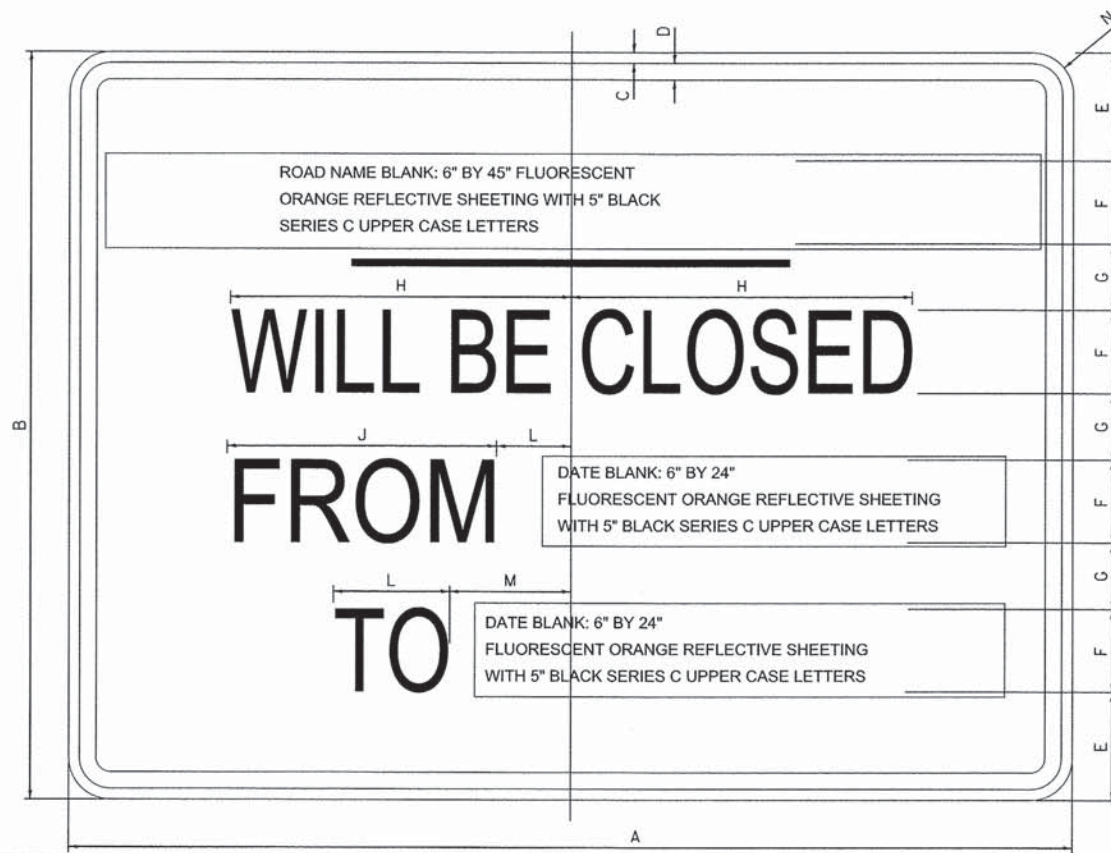 N
D
C
E
ROAD NAME BLANK: 6" BY 45" FLUORESCENT
ORANGE REFLECTIVE SHEETING WITH 5" BLACK
SERIES C UPPER CASE LETTERS
F
G
H H
WILL BE CLOSED
F
B
G
J L
FROM
DATE BLANK: 6" BY 24"
FLUORESCENT ORANGE REFLECTIVE SHEETING
WITH 5" BLACK SERIES C UPPER CASE LETTERS
F
G
L M
TO
DATE BLANK: 6" BY 24"
FLUORESCENT ORANGE REFLECTIVE SHEETING
WITH 5" BLACK SERIES C UPPER CASE LETTERS
F
E
A